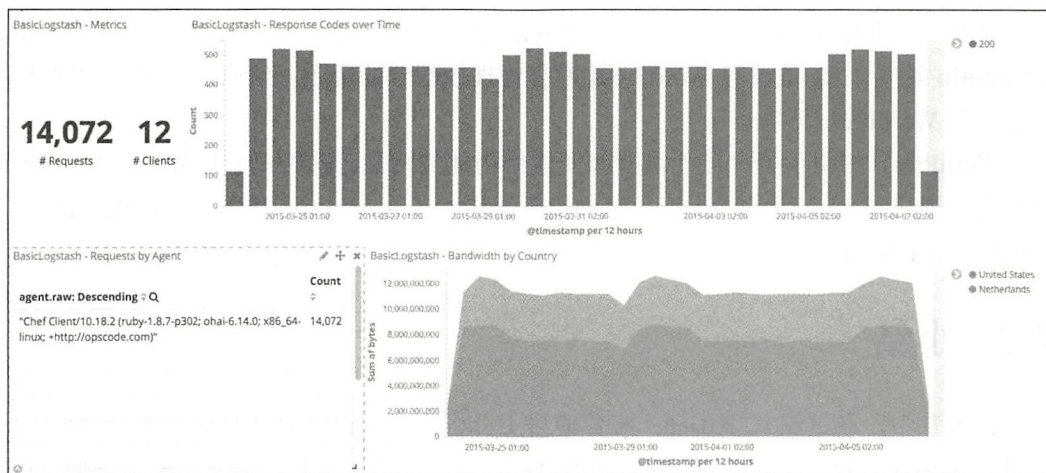 BasicLogstash - Metrics
BasicLogstash - Response Codes over Time
14,072
# Requests
12
# Clients
Count
500
400
300
200
100
0
2015-03-25 01:00
2015-03-27 01:00
2015-03-29 01:00
2015-03-31 02:00
2015-04-03 02:00
2015-04-05 02:00
2015-04-07 02:00
@timestamp per 12 hours
200
BasicLogstash - Requests by Agent
Count
agent.raw: Descending
"Chef Client/10.18.2 (ruby-1.8.7-p302; ohai-6.14.0; x86_64-
linux; +http://opscode.com)"
14,072
BasicLogstash - Bandwidth by Country
Sum of bytes
12,000,000,000
10,000,000,000
8,000,000,000
6,000,000,000
4,000,000,000
2,000,000,000
0
2015-03-25 01:00
2015-03-29 01:00
2015-04-01 02:00
2015-04-05 02:00
@timestamp per 12 hours
United States
Netherlands